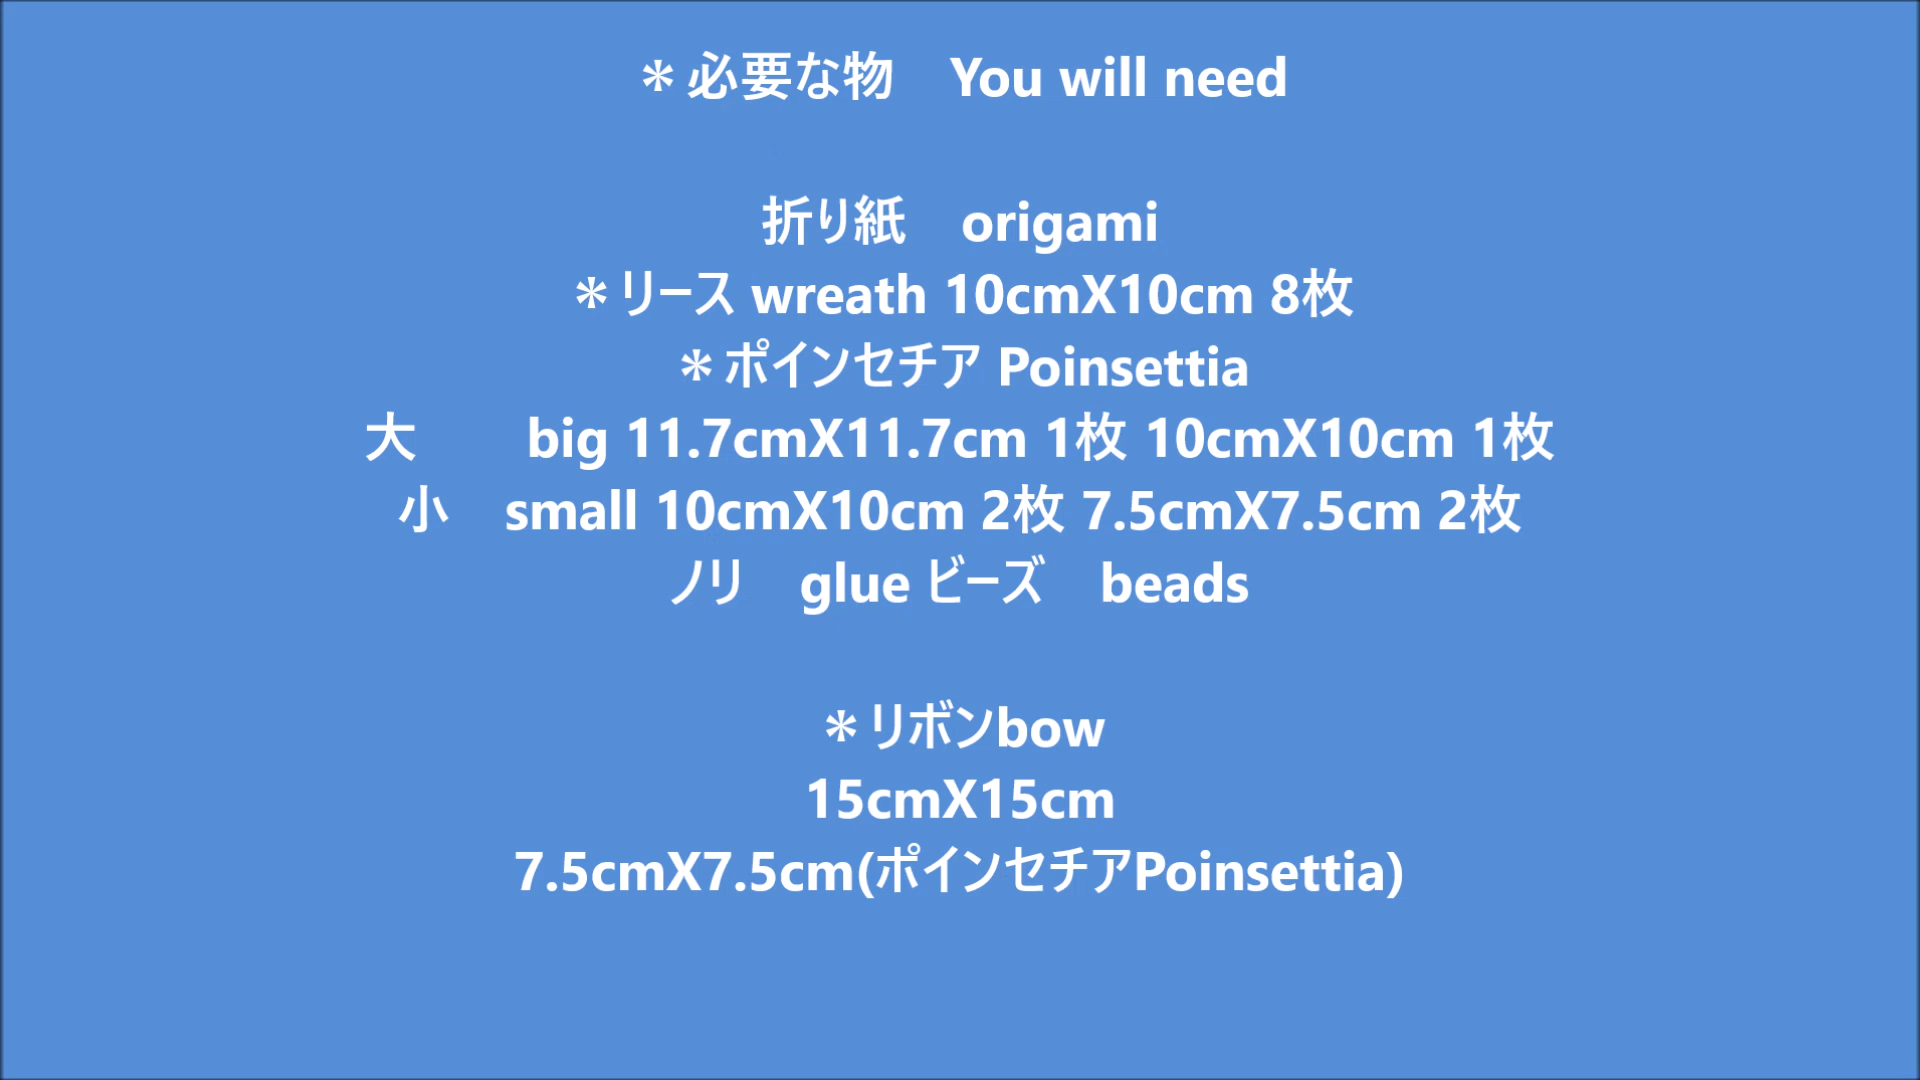 ＊必要な物　You will need
折り紙　origami
＊リース wreath 10cmX10cm 8枚
＊ポインセチア Poinsettia
大　　big 11.7cmX11.7cm 1枚 10cmX10cm 1枚
小　small 10cmX10cm 2枚 7.5cmX7.5cm 2枚
ノリ　glue ビーズ　beads
＊リボンbow
15cmX15cm
7.5cmX7.5cm(ポインセチアPoinsettia)